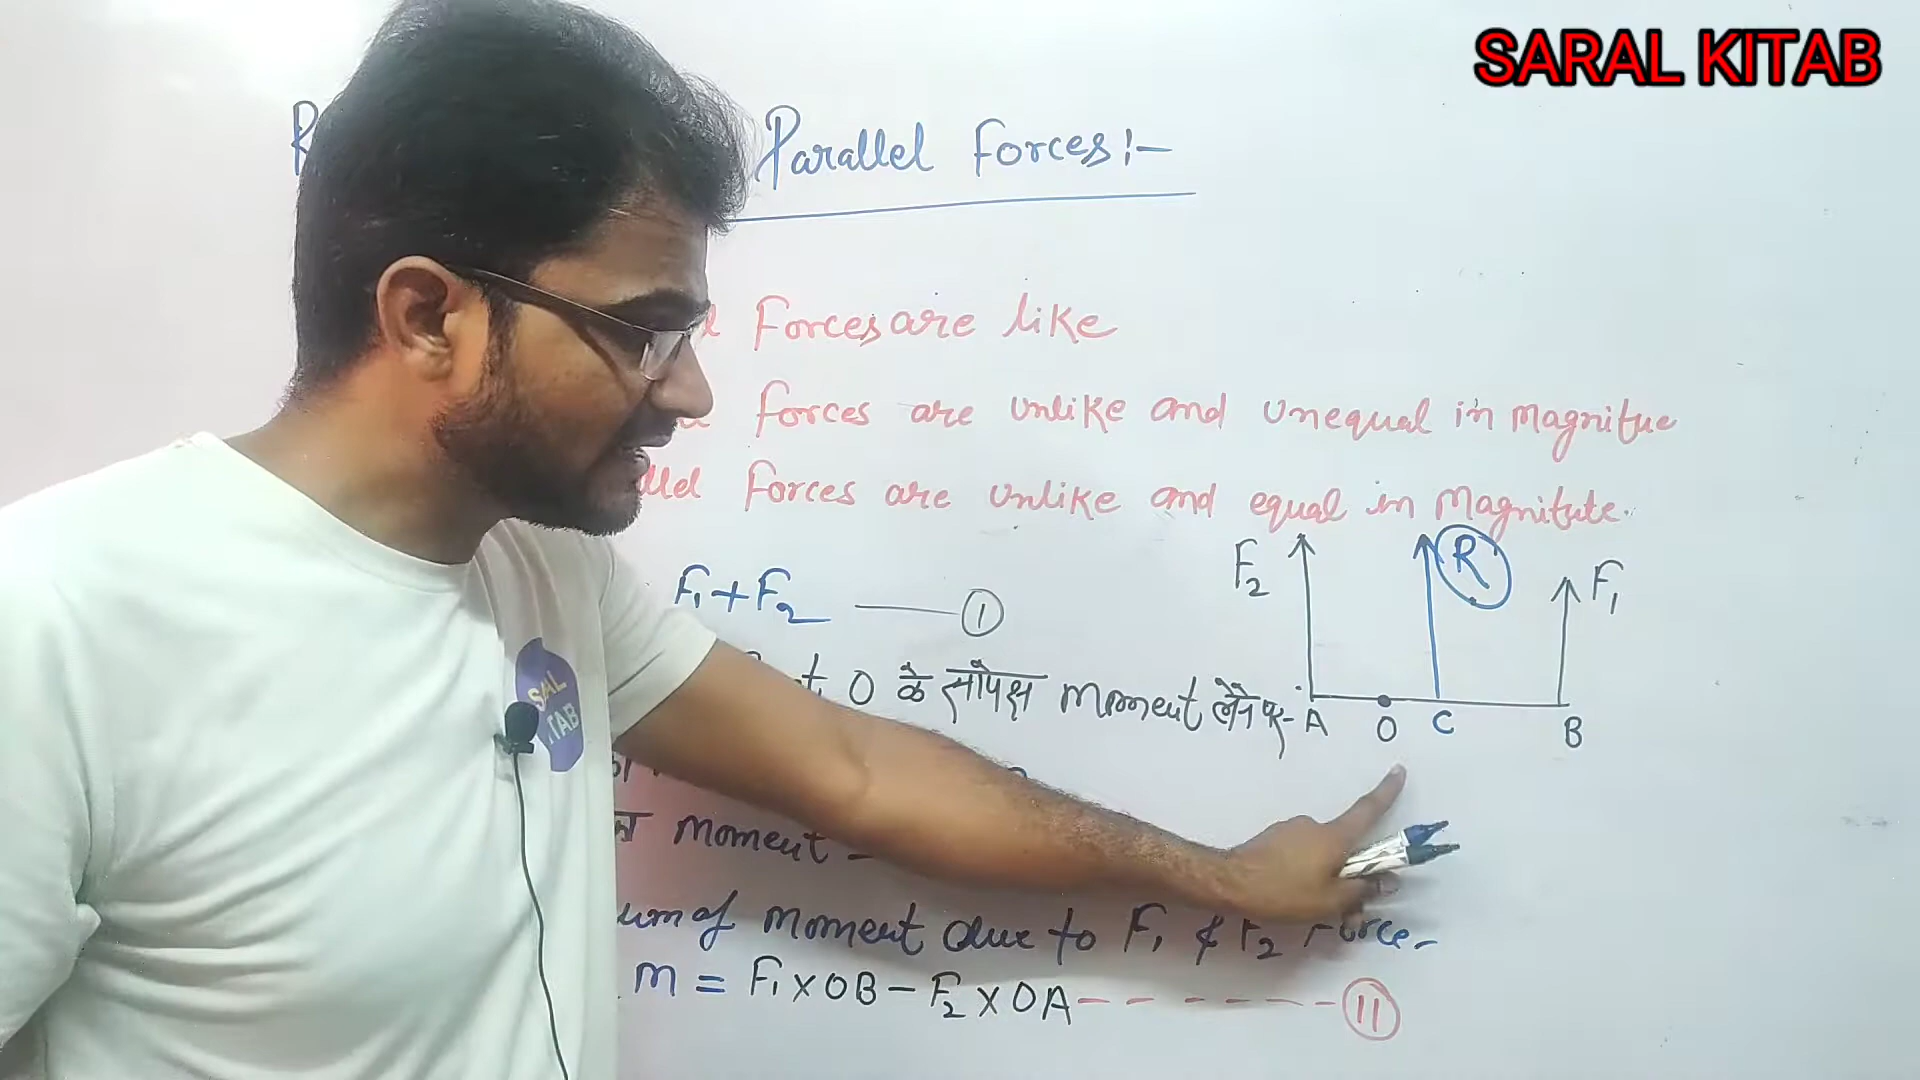 SARAL KITAB
Parallel Forces:-
Forces are like
forces are unlike and unequal in magnitue
Forces are unlike and equal in Magnitute.
F₁+F₂ ——— ①
F₂
R
F₁
O के सापेक्ष moment लेने पर-
A O C B
moment -
of moment due to F₁ & F₂ Force-
m = F₁×OB-F₂×OA- - - - - - ⑪